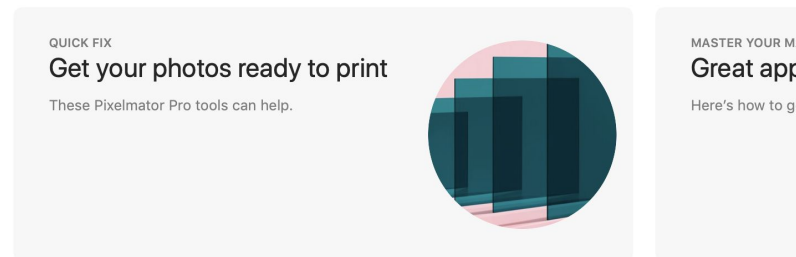 QUICK FIX
Get your photos ready to print
These Pixelmator Pro tools can help.
MASTER YOUR
Great
Here's how to